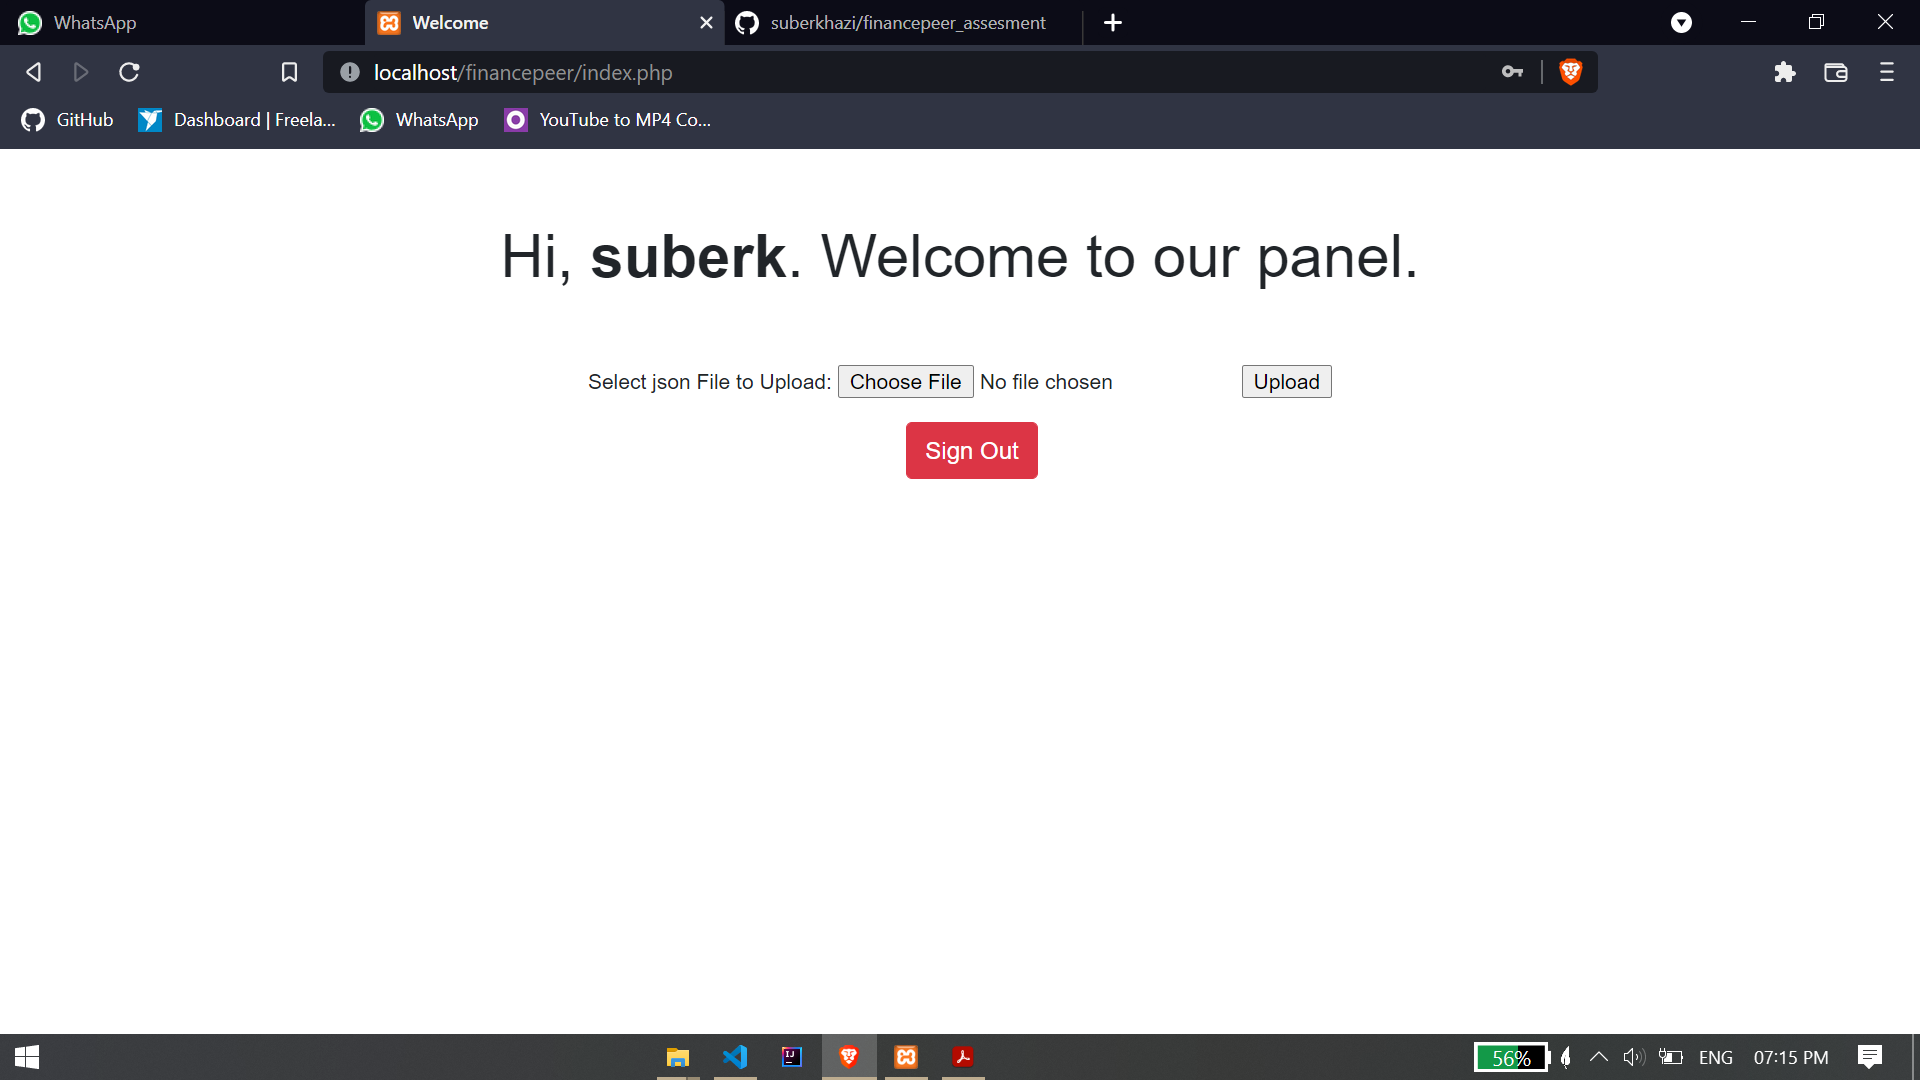 WhatsApp
Welcome
suberkhazi/financepeer_assesment
localhost/financepeer/index.php
GitHub
Dashboard | Freela...
WhatsApp
YouTube to MP4 Co...
Hi, suberk. Welcome to our panel.
Select json File to Upload: Choose File No file chosen Upload
Sign Out
56%
ENG
07:15 PM